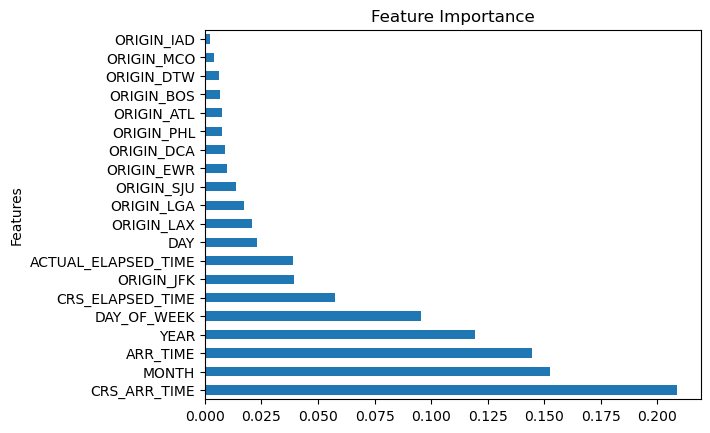 Feature Importance
ORIGIN_IAD
ORIGIN_MCO
ORIGIN_DTW
ORIGIN_BOS
ORIGIN_ATL
ORIGIN_PHL
ORIGIN_DCA
ORIGIN_EWR
ORIGIN_SJU
ORIGIN_LGA
ORIGIN_LAX
DAY
ACTUAL_ELAPSED_TIME
ORIGIN_JFK
CRS_ELAPSED_TIME
DAY_OF_WEEK
YEAR
ARR_TIME
MONTH
CRS_ARR_TIME
Features
0.000 0.025 0.050 0.075 0.100 0.125 0.150 0.175 0.200